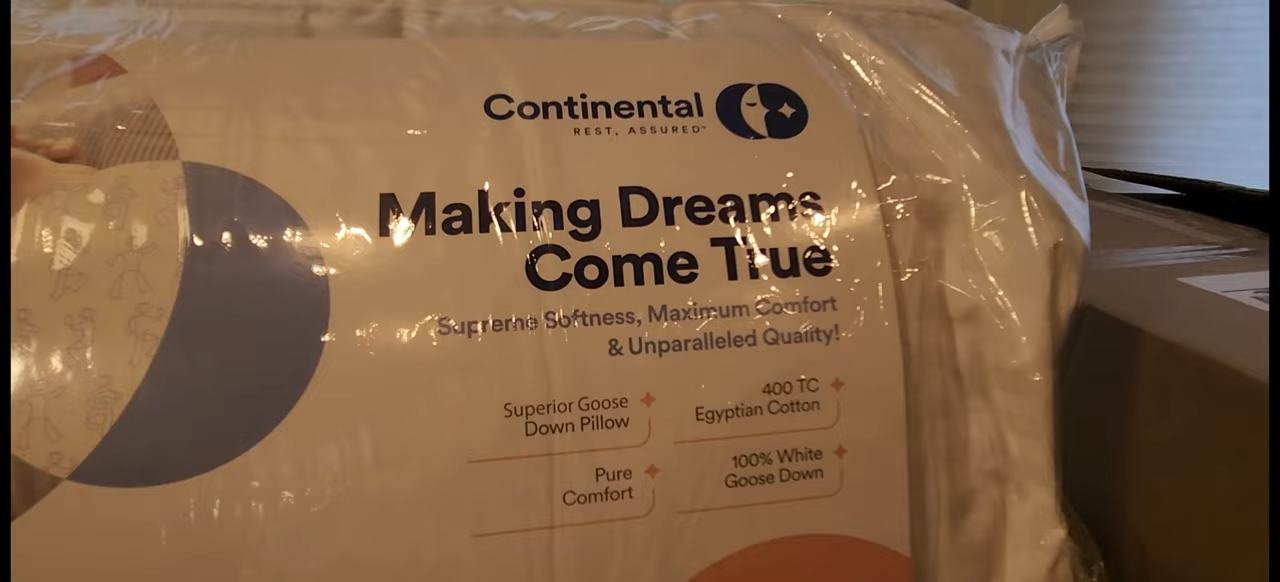 Continental
REST, ASSURED™
Making Dreams
Come True
Supreme Softness, Maximum Comfort
& Unparalleled Quality!
Superior Goose
Down Pillow
400 TC
Egyptian Cotton
Pure
Comfort
100% White
Goose Down